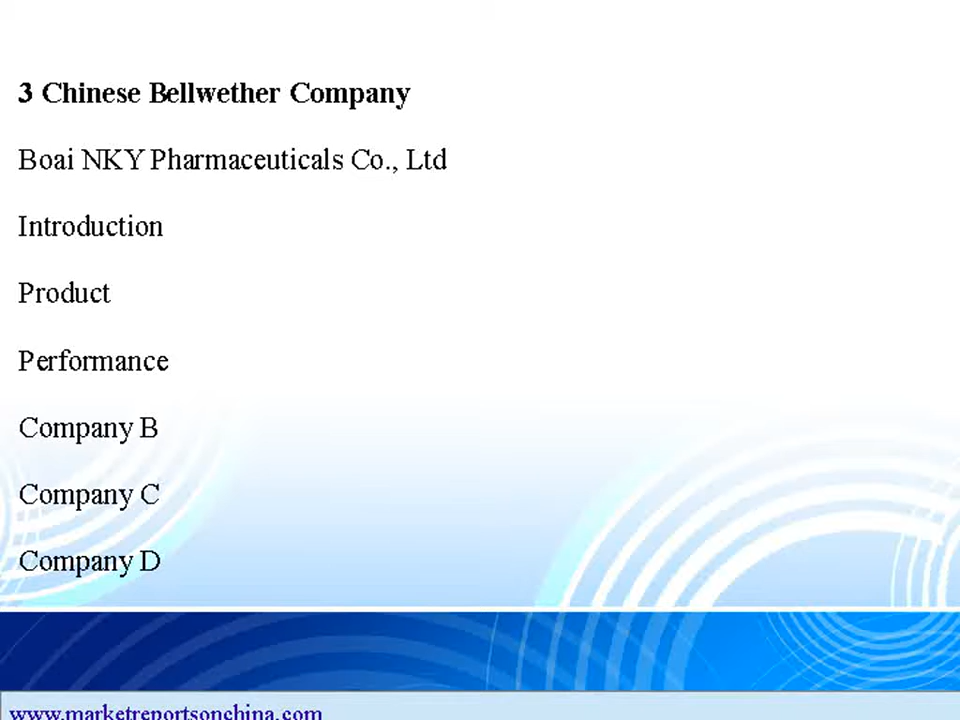 3 Chinese Bellwether Company
Boai NKY Pharmaceuticals Co., Ltd
Introduction
Product
Performance
Company B
Company C
Company D
www.marketreportsonchina.com